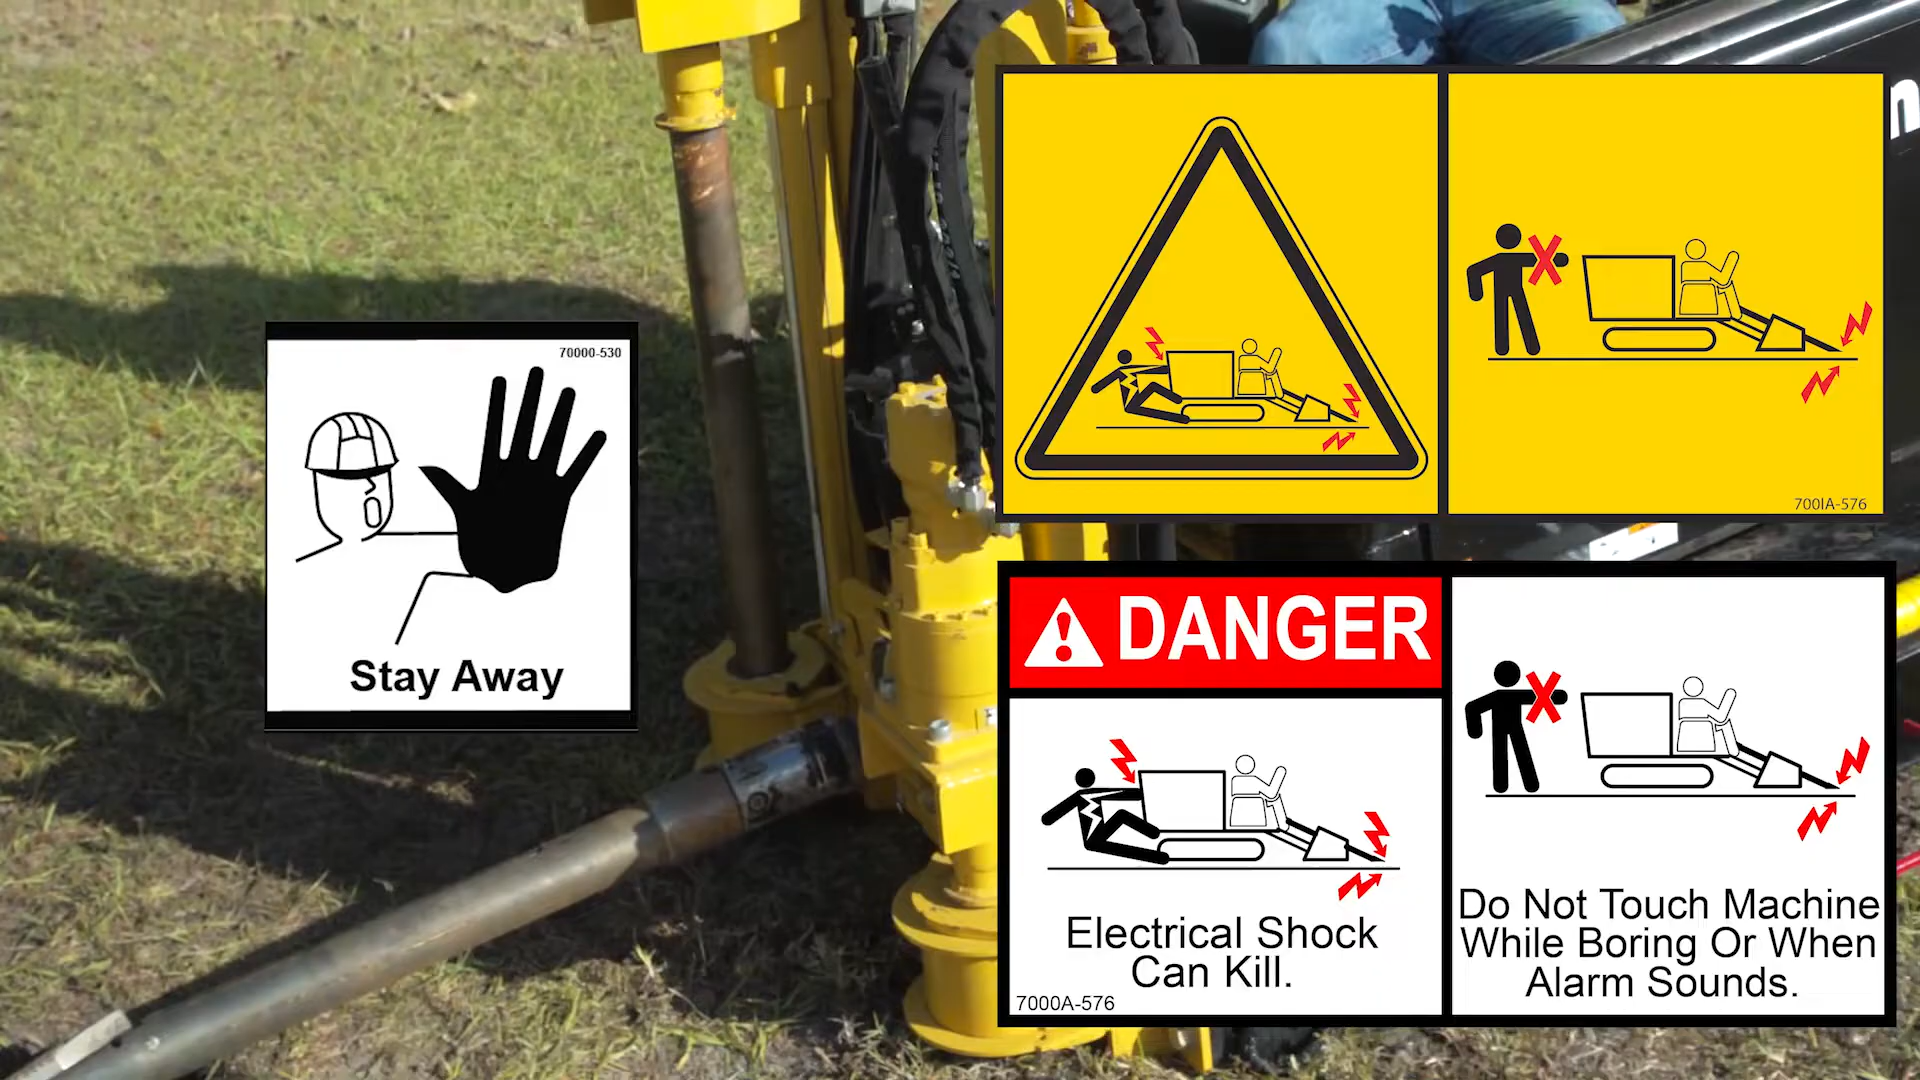 70000-530
Stay Away
700IA-576
DANGER
Electrical Shock
Can Kill.
7000A-576
Do Not Touch Machine
While Boring Or When
Alarm Sounds.